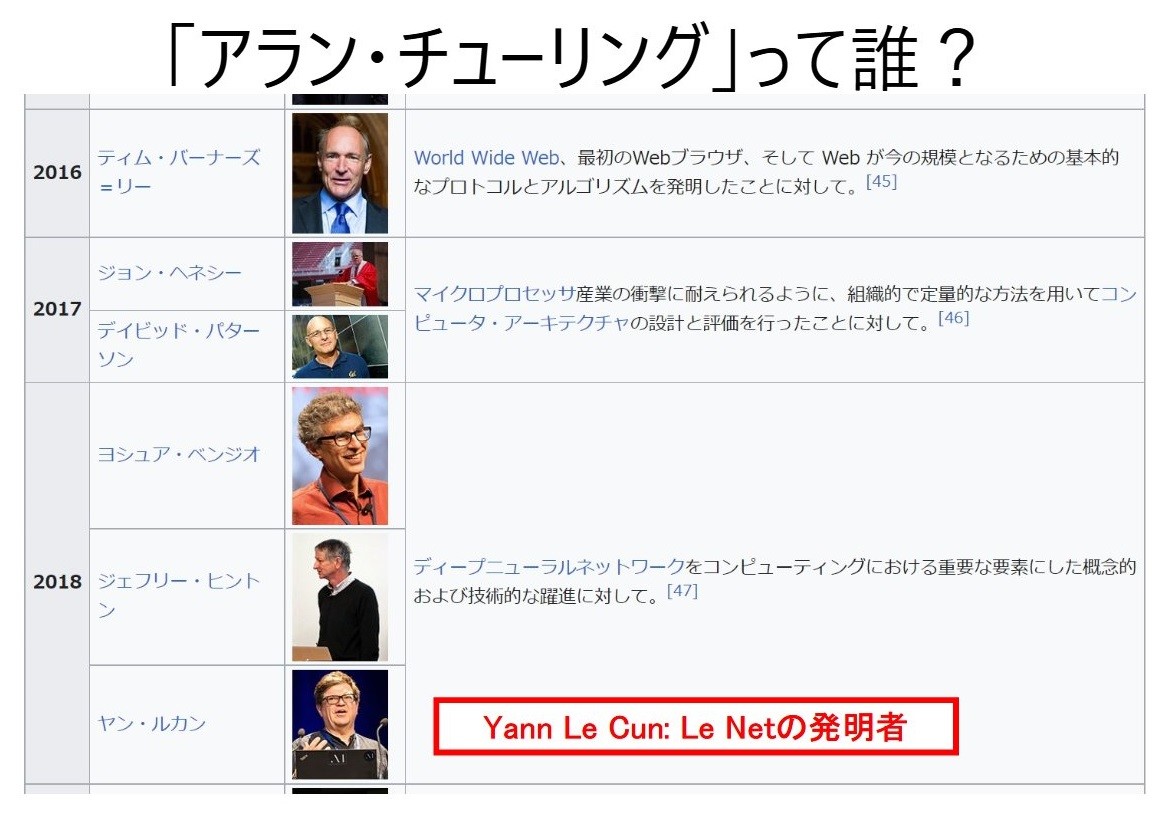 「アラン・チューリング」って誰？
2016
ティム・バーナーズ
＝リー
World Wide Web、最初のWebブラウザ、そして Web が今の規模となるための基本的
なプロトコルとアルゴリズムを発明したことに対して。[45]
2017
ジョン・ヘネシー
デイビッド・パター
ソン
マイクロプロセッサ産業の衝撃に耐えられるように、組織的で定量的な方法を用いてコン
ピュータ・アーキテクチャの設計と評価を行ったことに対して。[46]
2018
ヨシュア・ベンジオ
ジェフリー・ヒント
ン
ヤン・ルカン
ディープニューラルネットワークをコンピューティングにおける重要な要素にした概念的
および技術的な躍進に対して。[47]
Yann Le Cun: Le Netの発明者